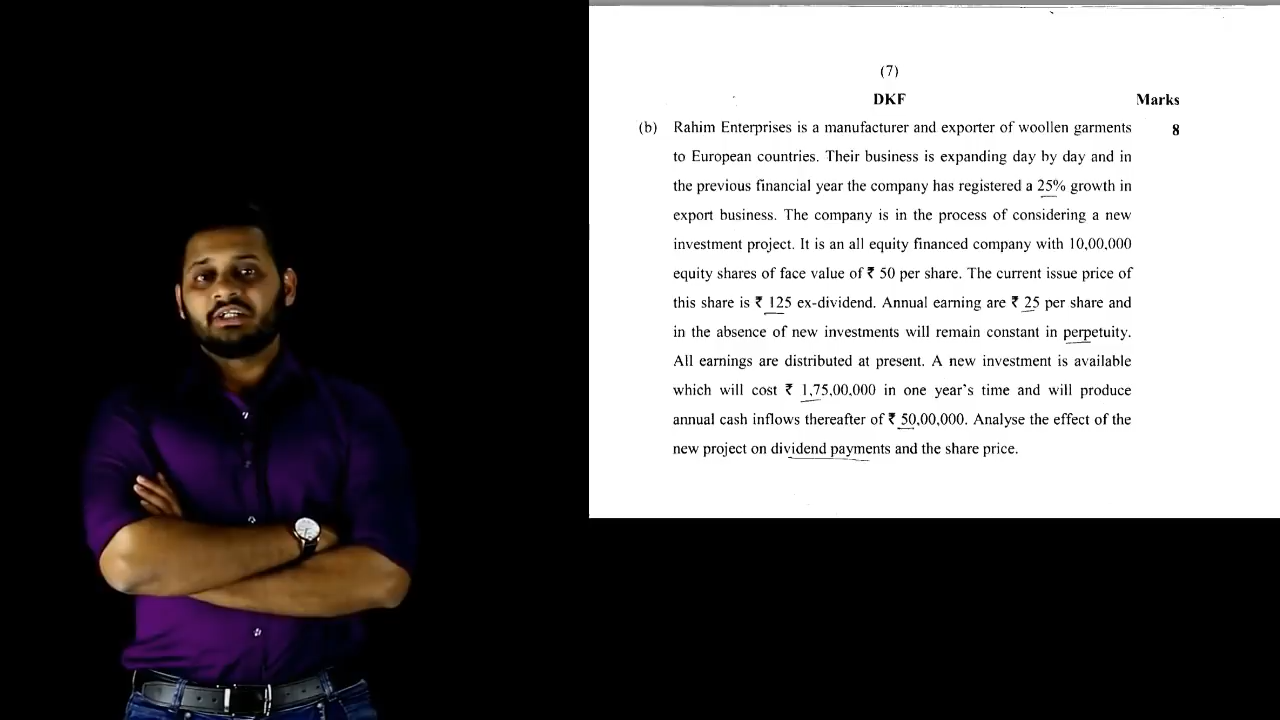 (7)
DKF
Marks
(b) Rahim Enterprises is a manufacturer and exporter of woollen garments 8
to European countries. Their business is expanding day by day and in
the previous financial year the company has registered a 25% growth in
export business. The company is in the process of considering a new
investment project. It is an all equity financed company with 10,00,000
equity shares of face value of ₹ 50 per share. The current issue price of
this share is ₹ 125 ex-dividend. Annual earning are ₹ 25 per share and
in the absence of new investments will remain constant in perpetuity.
All earnings are distributed at present. A new investment is available
which will cost ₹ 1,75,00,000 in one year's time and will produce
annual cash inflows thereafter of ₹ 50,00,000. Analyse the effect of the
new project on dividend payments and the share price.